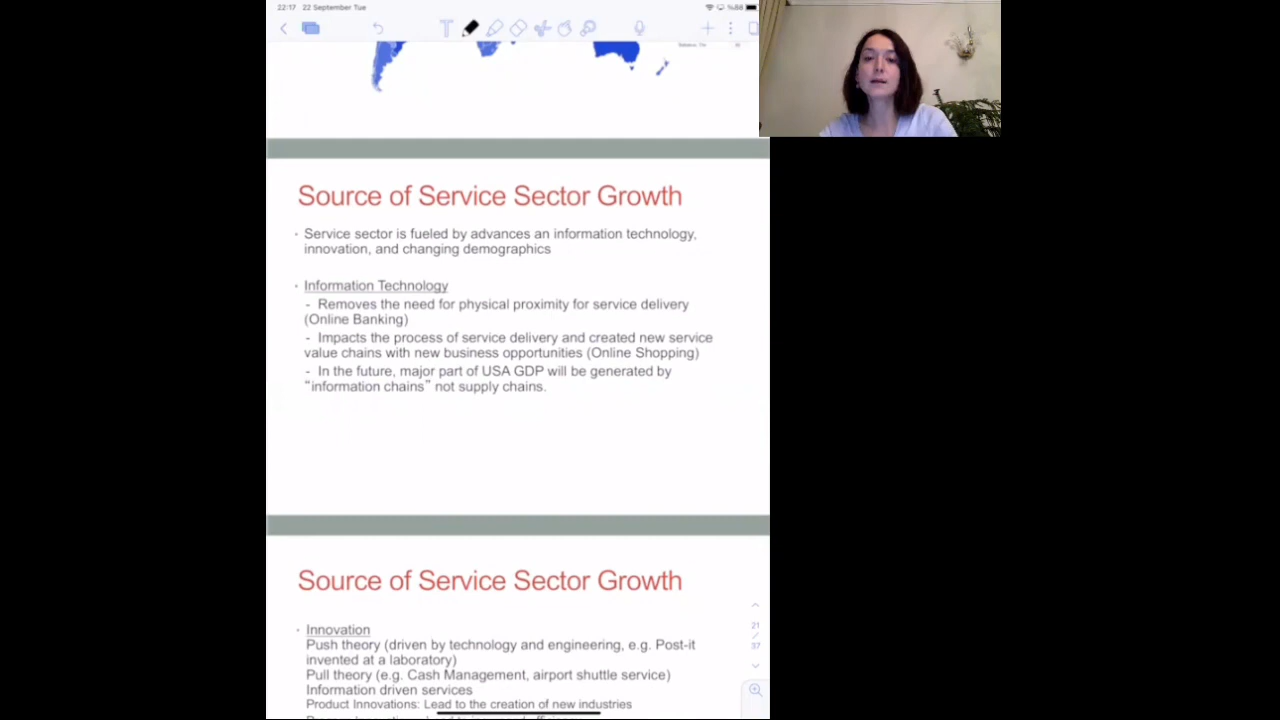 22:17 22 September Tue
%88
Source of Service Sector Growth
• Service sector is fueled by advances an information technology,
innovation, and changing demographics
• Information Technology
- Removes the need for physical proximity for service delivery
(Online Banking)
- Impacts the process of service delivery and created new service
value chains with new business opportunities (Online Shopping)
- In the future, major part of USA GDP will be generated by
“information chains” not supply chains.
Source of Service Sector Growth
• Innovation
Push theory (driven by technology and engineering, e.g. Post-it
invented at a laboratory)
Pull theory (e.g. Cash Management, airport shuttle service)
Information driven services
Product Innovations: Lead to the creation of new industries
21
/
37